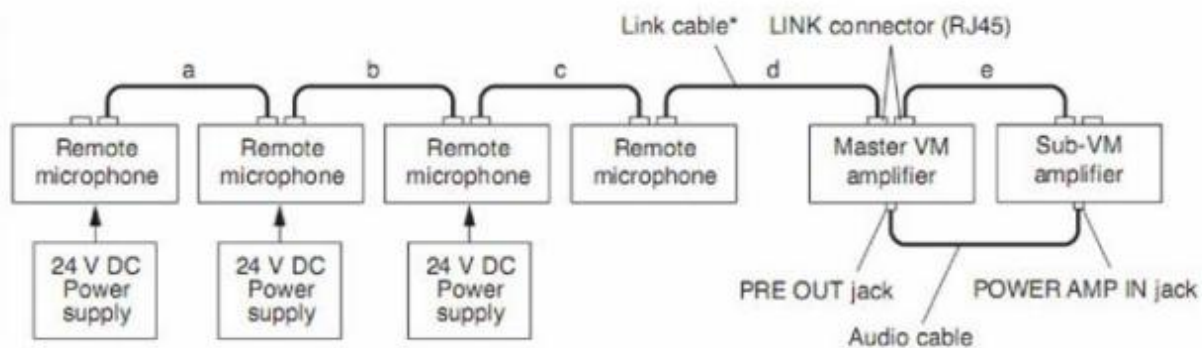 Link cable*
LINK connector (RJ45)
a
b
c
d
e
Remote
microphone
Remote
microphone
Remote
microphone
Remote
microphone
Master VM
amplifier
Sub-VM
amplifier
24 V DC
Power
supply
24 V DC
Power
supply
24 V DC
Power
supply
PRE OUT jack
POWER AMP IN jack
Audio cable